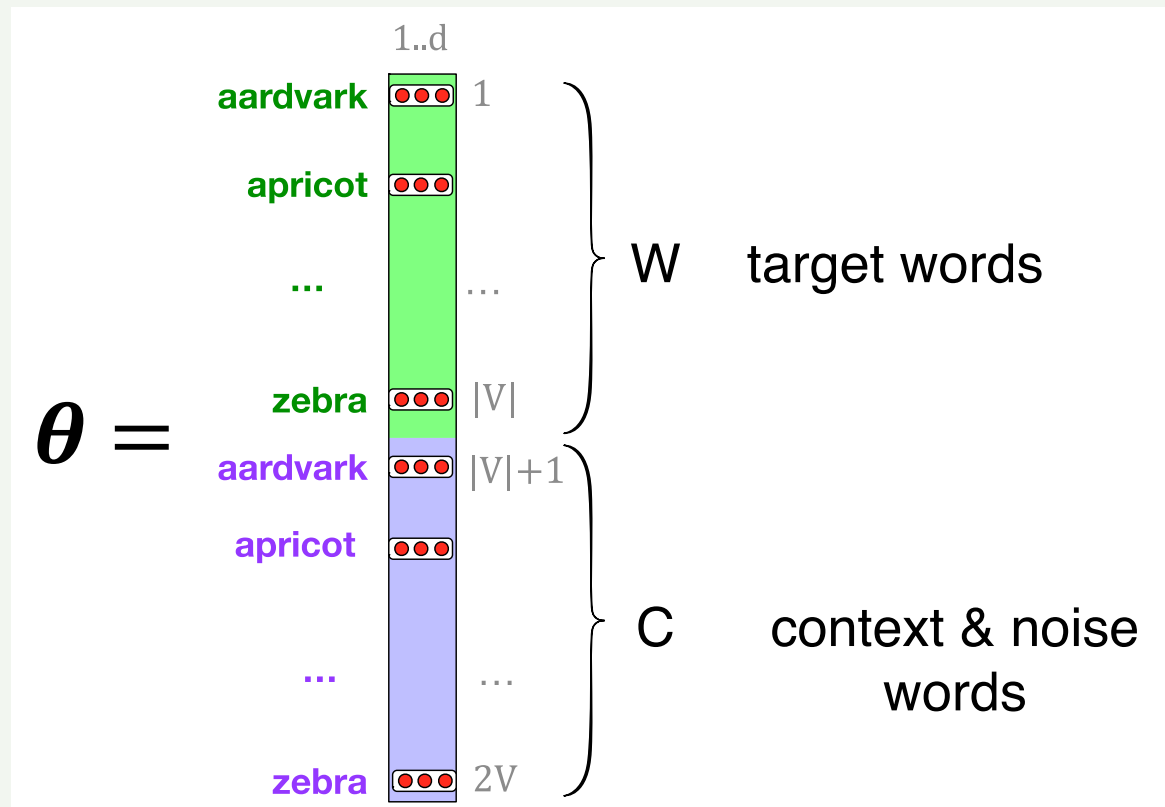 1..d
aardvark 1
apricot
... ...
W target words
zebra |V|
θ =
aardvark |V|+1
apricot
C context & noise
words
... ...
zebra 2V